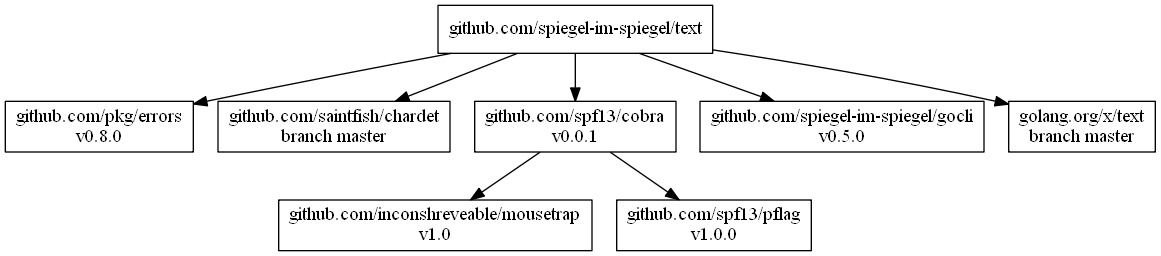 github.com/spiegel-im-spiegel/text
github.com/pkg/errors
v0.8.0
github.com/saintfish/chardet
branch master
github.com/spf13/cobra
v0.0.1
github.com/spiegel-im-spiegel/gocli
v0.5.0
golang.org/x/text
branch master
github.com/inconshreveable/mousetrap
v1.0
github.com/spf13/pflag
v1.0.0